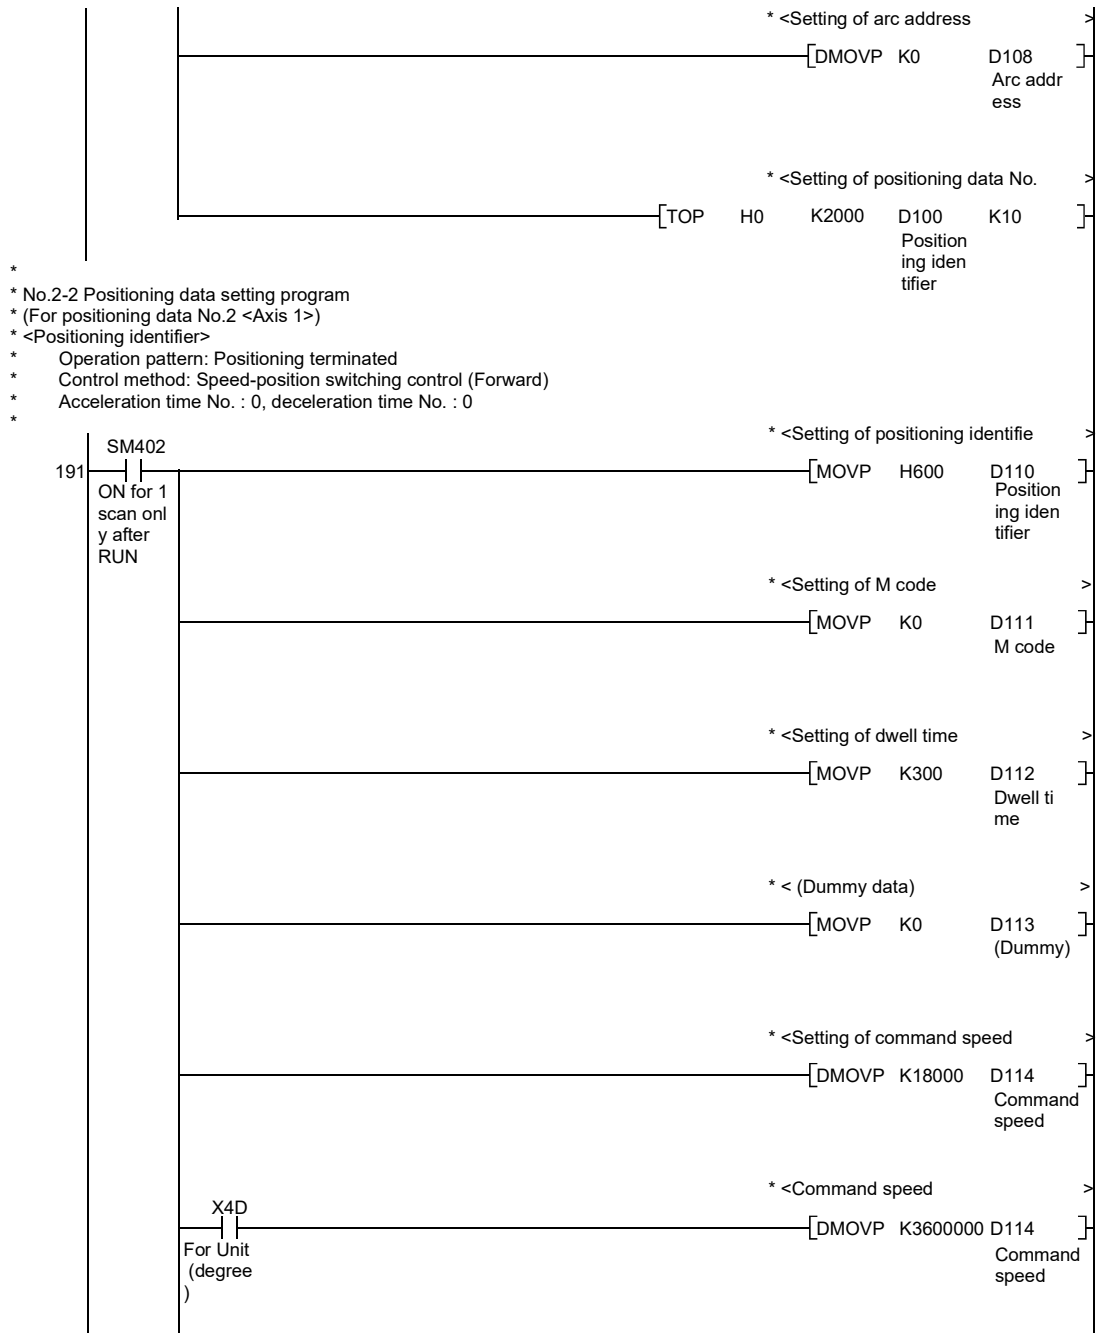 * <Setting of arc address >
DMOVP K0 D108
Arc addr
ess
* <Setting of positioning data No. >
TOP H0 K2000 D100 K10
Position
ing iden
tifier
*
* No.2-2 Positioning data setting program
* (For positioning data No.2 <Axis 1>)
* <Positioning identifier>
* Operation pattern: Positioning terminated
* Control method: Speed-position switching control (Forward)
* Acceleration time No. : 0, deceleration time No. : 0
*
* <Setting of positioning identifie >
SM402
191 MOVP H600 D110
ON for 1
scan onl
y after
RUN
Position
ing iden
tifier
* <Setting of M code >
MOVP K0 D111
M code
* <Setting of dwell time >
MOVP K300 D112
Dwell ti
me
* < (Dummy data) >
MOVP K0 D113
(Dummy)
* <Setting of command speed >
DMOVP K18000 D114
Command
speed
* <Command speed >
X4D
DMOVP K3600000 D114
For Unit
(degree
)
Command
speed